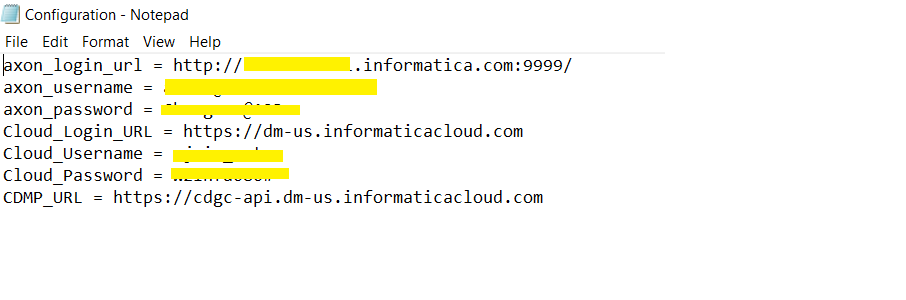 Configuration - Notepad
File Edit Format View Help
axon_login_url = http:// .informatica.com:9999/
axon_username =
axon_password =
Cloud_Login_URL = https://dm-us.informaticacloud.com
Cloud_Username =
Cloud_Password =
CDMP_URL = https://cdgc-api.dm-us.informaticacloud.com